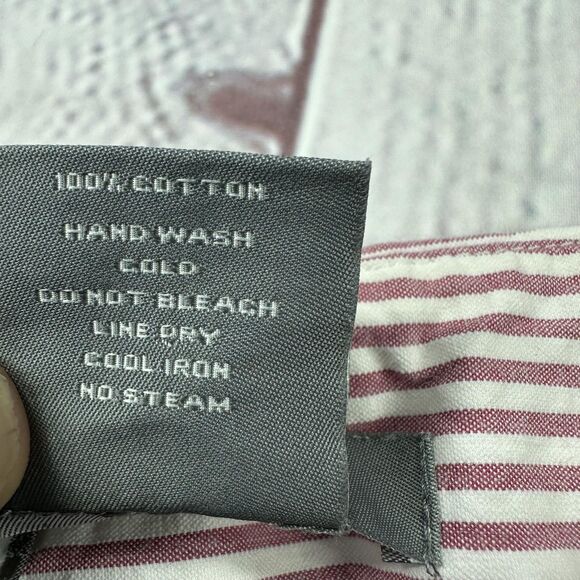 100% COTTON
HAND WASH
COLD
DO NOT BLEACH
LINE DRY
COOL IRON
NO STEAM